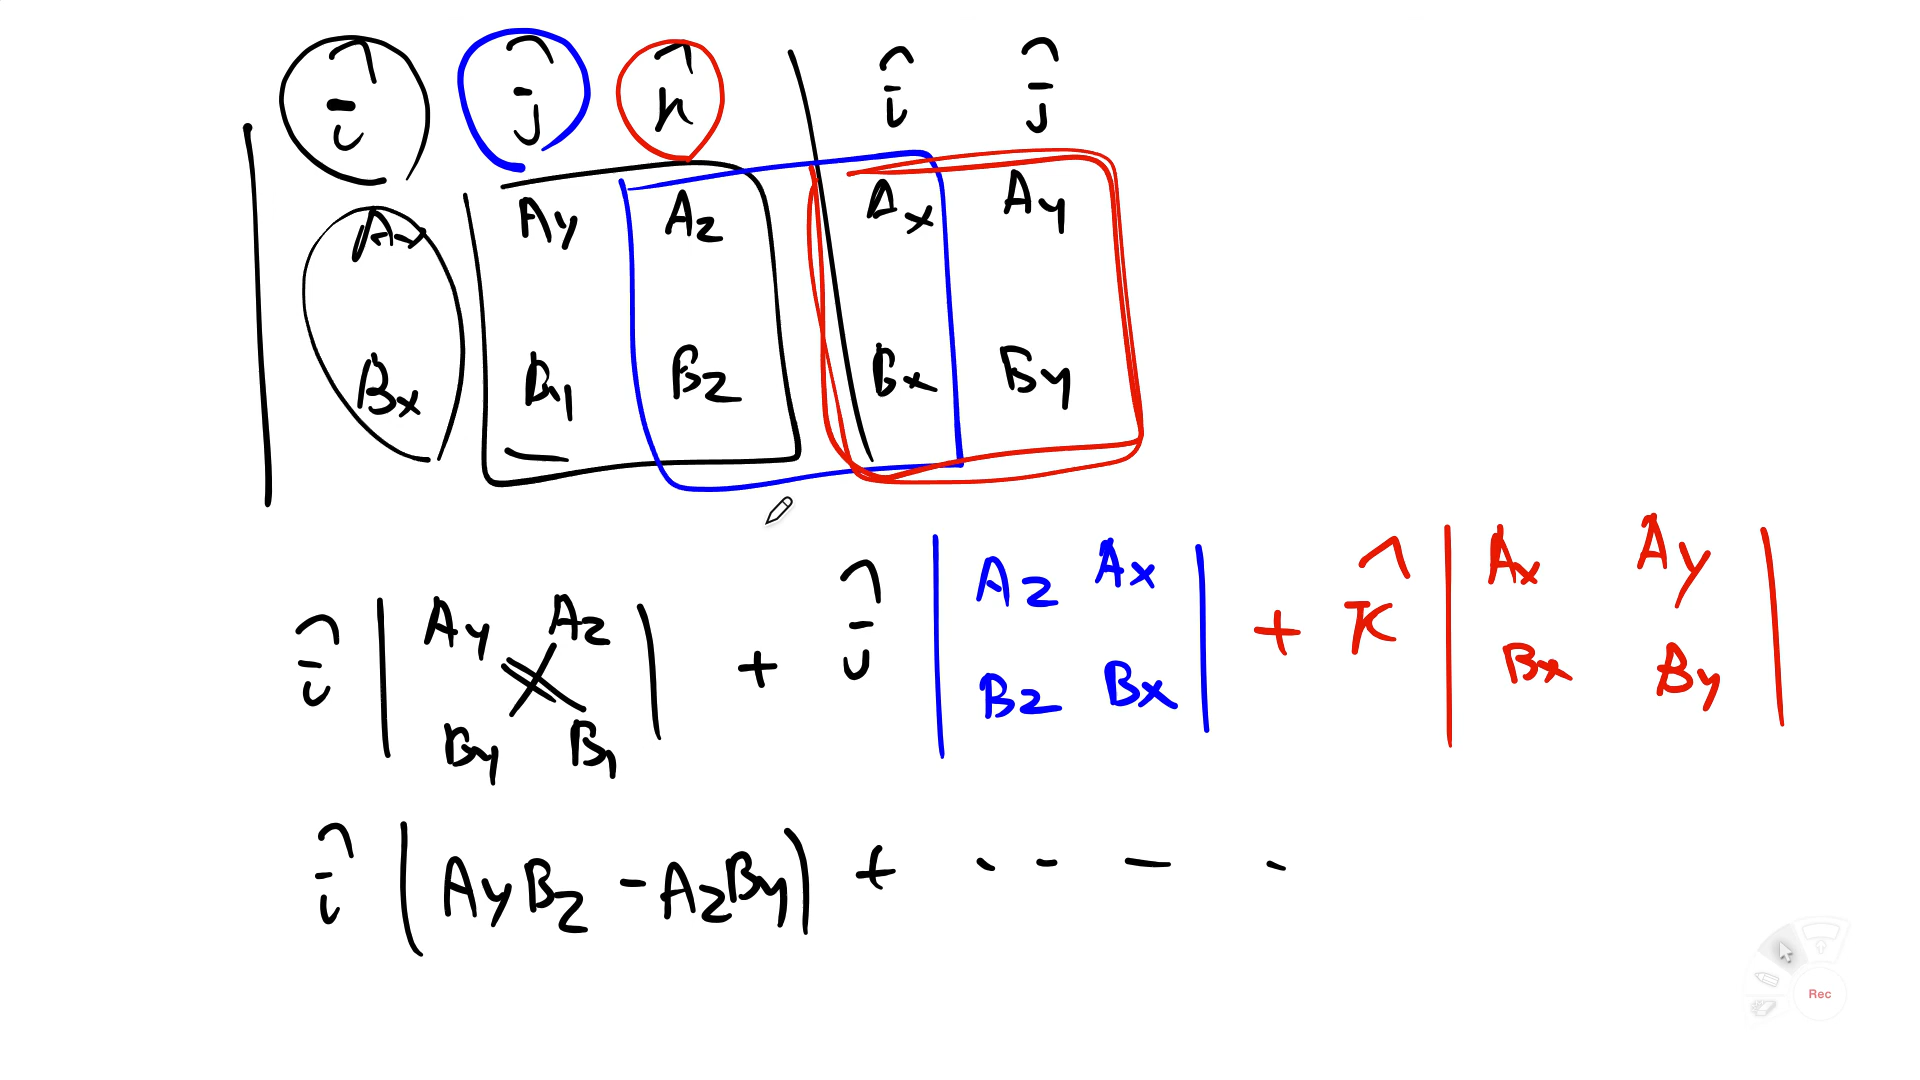 î ĵ k̂ | î ĵ
Ax Ay Az | Ax Ay
Bx By Bz | Bx By
î | Ay Az | + ĵ | Az Ax | + k̂ | Ax Ay |
| By B | | Bz Bx | | Bx By |
î (AyBz - AzBy) + - - - -
Rec